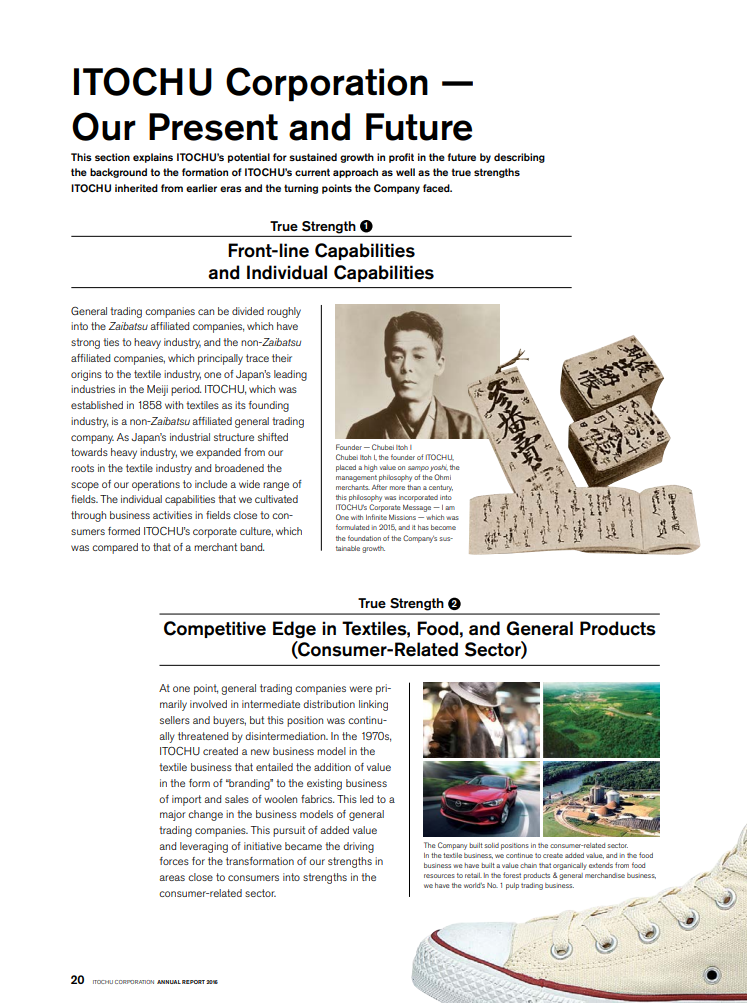 ITOCHU Corporation —
Our Present and Future
This section explains ITOCHU's potential for sustained growth in profit in the future by describing
the background to the formation of ITOCHU's current approach as well as the true strengths
ITOCHU inherited from earlier eras and the turning points the Company faced.
True Strength 1
Front-line Capabilities
and Individual Capabilities
General trading companies can be divided roughly
into the Zaibatsu affiliated companies, which have
strong ties to heavy industry, and the non-Zaibatsu
affiliated companies, which principally trace their
origins to the textile industry, one of Japan's leading
industries in the Meiji period. ITOCHU, which was
established in 1858 with textiles as its founding
industry, is a non-Zaibatsu affiliated general trading
company. As Japan's industrial structure shifted
towards heavy industry, we expanded from our
roots in the textile industry and broadened the
scope of our operations to include a wide range of
fields. The individual capabilities that we cultivated
through business activities in fields close to con-
sumers formed ITOCHU's corporate culture, which
was compared to that of a merchant band.
Founder — Chubei Itoh I
Chubei Itoh I, the founder of ITOCHU,
placed a high value on sampo yoshi, the
management philosophy of the Ohmi
merchants. After more than a century,
this philosophy was incorporated into
ITOCHU's Corporate Message — I am
One with Infinite Missions — which was
formulated in 2015, and it has become
the foundation of the Company's sus-
tainable growth.
True Strength 2
Competitive Edge in Textiles, Food, and General Products
(Consumer-Related Sector)
At one point, general trading companies were pri-
marily involved in intermediate distribution linking
sellers and buyers, but this position was continu-
ally threatened by disintermediation. In the 1970s,
ITOCHU created a new business model in the
textile business that entailed the addition of value
in the form of “branding” to the existing business
of import and sales of woolen fabrics. This led to a
major change in the business models of general
trading companies. This pursuit of added value
and leveraging of initiative became the driving
forces for the transformation of our strengths in
areas close to consumers into strengths in the
consumer-related sector.
The Company built solid positions in the consumer-related sector.
In the textile business, we continue to create added value, and in the food
business we have built a value chain that organically extends from food
resources to retail. In the forest products & general merchandise business,
we have the world's No. 1 pulp trading business.
20 ITOCHU CORPORATION ANNUAL REPORT 2016